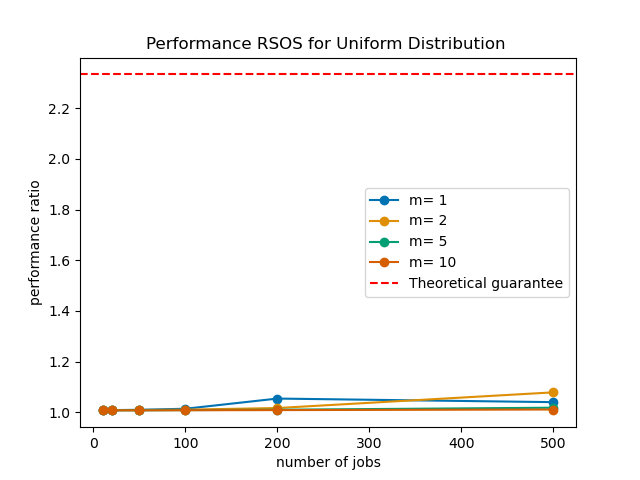 Performance RSOS for Uniform Distribution
performance ratio
2.2
2.0
1.8
1.6
1.4
1.2
1.0
m= 1
m= 2
m= 5
m= 10
Theoretical guarantee
0 100 200 300 400 500
number of jobs